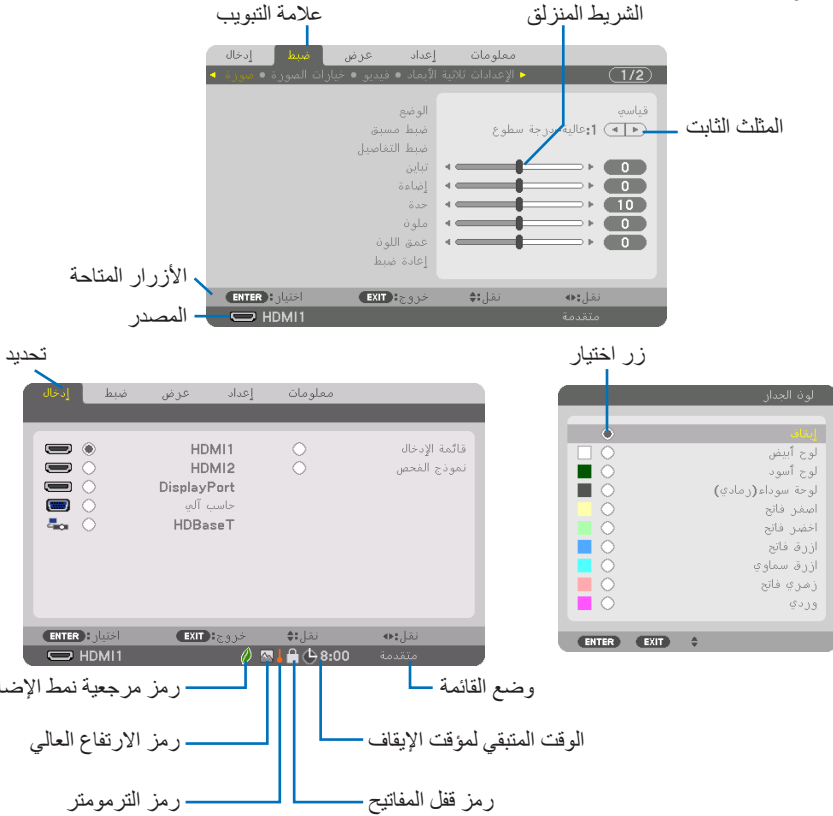 علامة التبويب
الشريط المنزلق
إدخال ضبط عرض إعداد معلومات
◄ صورة ● خيارات الصورة ● فيديو ● الإعدادات ثلاثية الأبعاد ► 1/2
الوضع قياسي
ضبط مسبق 1:عالية درجة سطوع
المثلث الثابت
ضبط التفاصيل
تباين 0
إضاءة 0
حدة 10
ملون 0
عمق اللون 0
إعادة ضبط
الأزرار المتاحة
ENTER:اختيار EXIT:خروج نقل: نقل:
المصدر
HDMI1 متقدمة
تحديد
زر اختيار
إدخال ضبط عرض إعداد معلومات
HDMI1 قائمة الإدخال
HDMI2 نموذج الفحص
DisplayPort
حاسب آلي
HDBaseT
ENTER:اختيار EXIT:خروج نقل: نقل:
HDMI1 8:00 متقدمة
لون الجدار
إيقاف
لوح أبيض
لوح أسود
لوحة سوداء(رمادي)
اصفر فاتح
اخضر فاتح
ازرق فاتح
ازرق سماوي
زهري فاتح
وردي
ENTER EXIT
رمز مرجعية نمط
وضع القائمة
رمز الارتفاع العالي
الوقت المتبقي لمؤقت الإيقاف
رمز الترمومتر
رمز قفل المفاتيح